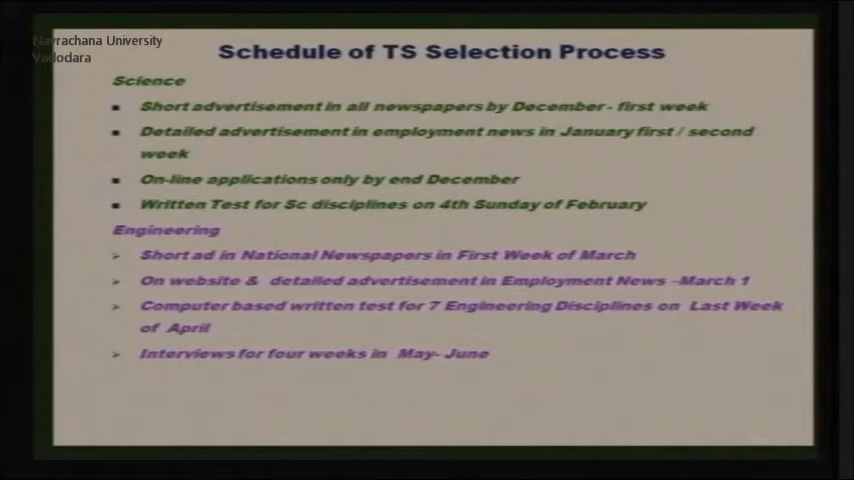 Navrachana University
Vadodara
Schedule of TS Selection Process
Science
Short advertisement in all newspapers by December - first week
Detailed advertisement in employment news in January first / second
week
On-line applications only by end December
Written Test for Sc disciplines on 4th Sunday of February
Engineering
Short ad in National Newspapers in First Week of March
On website & detailed advertisement in Employment News –March 1
Computer based written test for 7 Engineering Disciplines on Last Week
of April
Interviews for four weeks in May- June